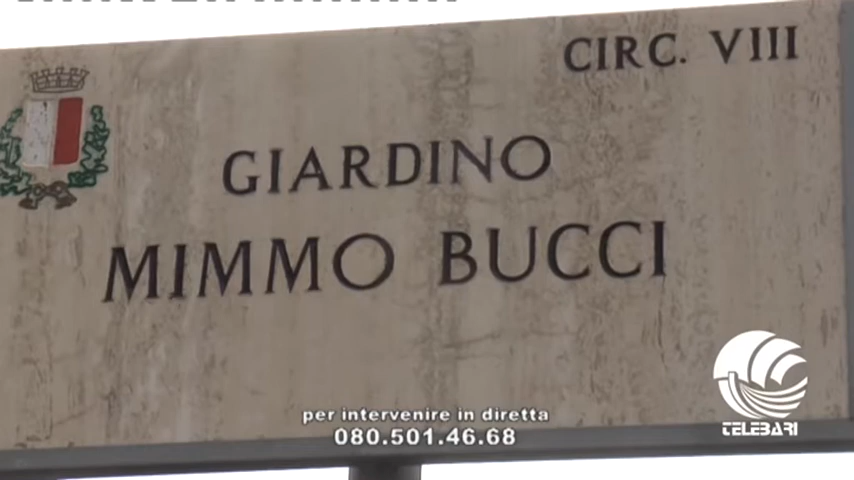 CIRC. VIII
GIARDINO
MIMMO BUCCI
per intervenire in diretta
080.501.46.68
TELEBARI